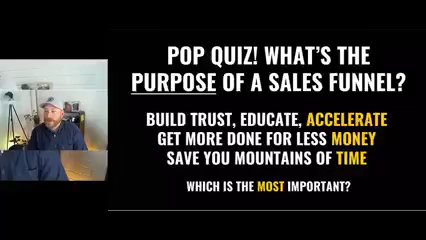 POP QUIZ! WHAT'S THE
PURPOSE OF A SALES FUNNEL?
BUILD TRUST, EDUCATE, ACCELERATE
GET MORE DONE FOR LESS MONEY
SAVE YOU MOUNTAINS OF TIME
WHICH IS THE MOST IMPORTANT?